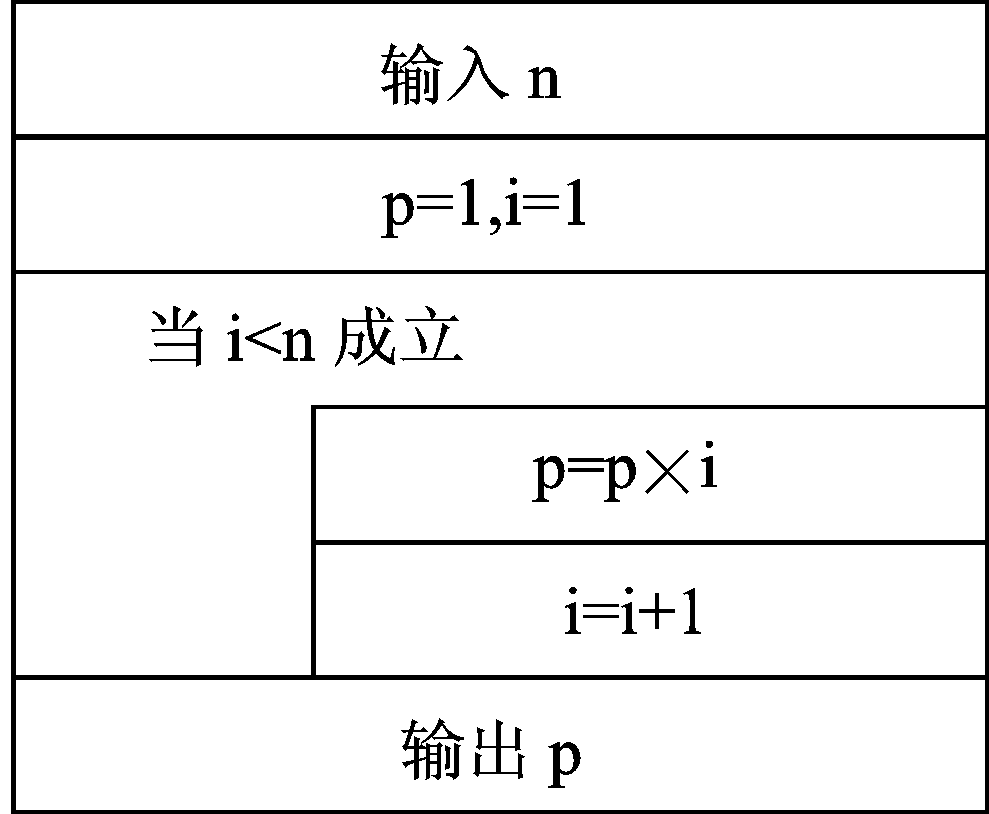 输入 n
p=1,i=1
当 i<n 成立
p=p×i
i=i+1
输出 p